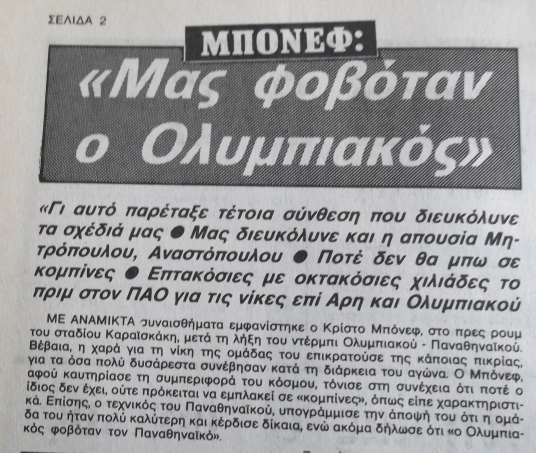 ΣΕΛΙΔΑ 2
ΜΠΟΝΕΦ:
«Μας φοβόταν
ο Ολυμπιακός»
«Γι αυτό παρέταξε τέτοια σύνθεση που διευκόλυνε
τα σχέδιά μας ● Μας διευκόλυνε και η απουσία Μη-
τρόπουλου, Αναστόπουλου ● Ποτέ δεν θα μπω σε
κομπίνες ● Επτακόσιες με οκτακόσιες χιλιάδες το
πριμ στον ΠΑΟ για τις νίκες επί Αρη και Ολυμπιακού
ΜΕ ΑΝΑΜΙΚΤΑ συναισθήματα εμφανίστηκε ο Κρίστο Μπόνεφ, στο πρες ρουμ
του σταδίου Καραϊσκάκη, μετά τη λήξη του ντέρμπι Ολυμπιακού - Παναθηναϊκού.
Βέβαια, η χαρά για τη νίκη της ομάδας του επικρατούσε της κάποιας πικρίας,
για τα όσα πολύ δυσάρεστα συνέβησαν κατά τη διάρκεια του αγώνα. Ο Μπόνεφ,
αφού καυτηρίασε τη συμπεριφορά του κόσμου, τόνισε στη συνέχεια ότι ποτέ ο
ίδιος δεν έχει, ούτε πρόκειται να εμπλακεί σε «κομπίνες», όπως είπε χαρακτηριστι-
κά. Επίσης, ο τεχνικός του Παναθηναϊκού, υπογράμμισε την άποψή του ότι η ομά-
δα του ήταν πολύ καλύτερη και κέρδισε δίκαια, ενώ ακόμα δήλωσε ότι «ο Ολυμπια-
κός φοβόταν τον Παναθηναϊκό».